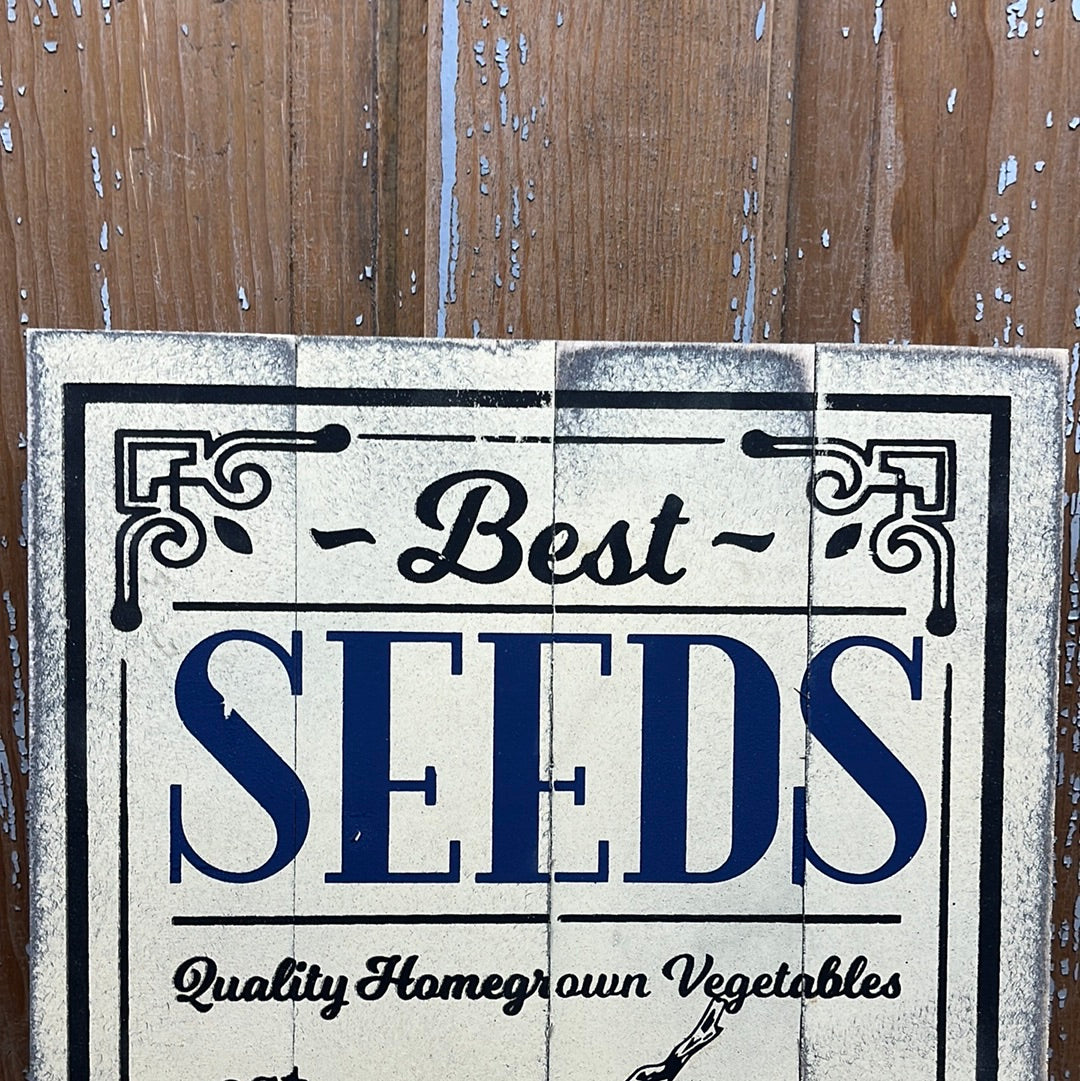 ~ Best ~
SEEDS
Quality Homegrown Vegetables